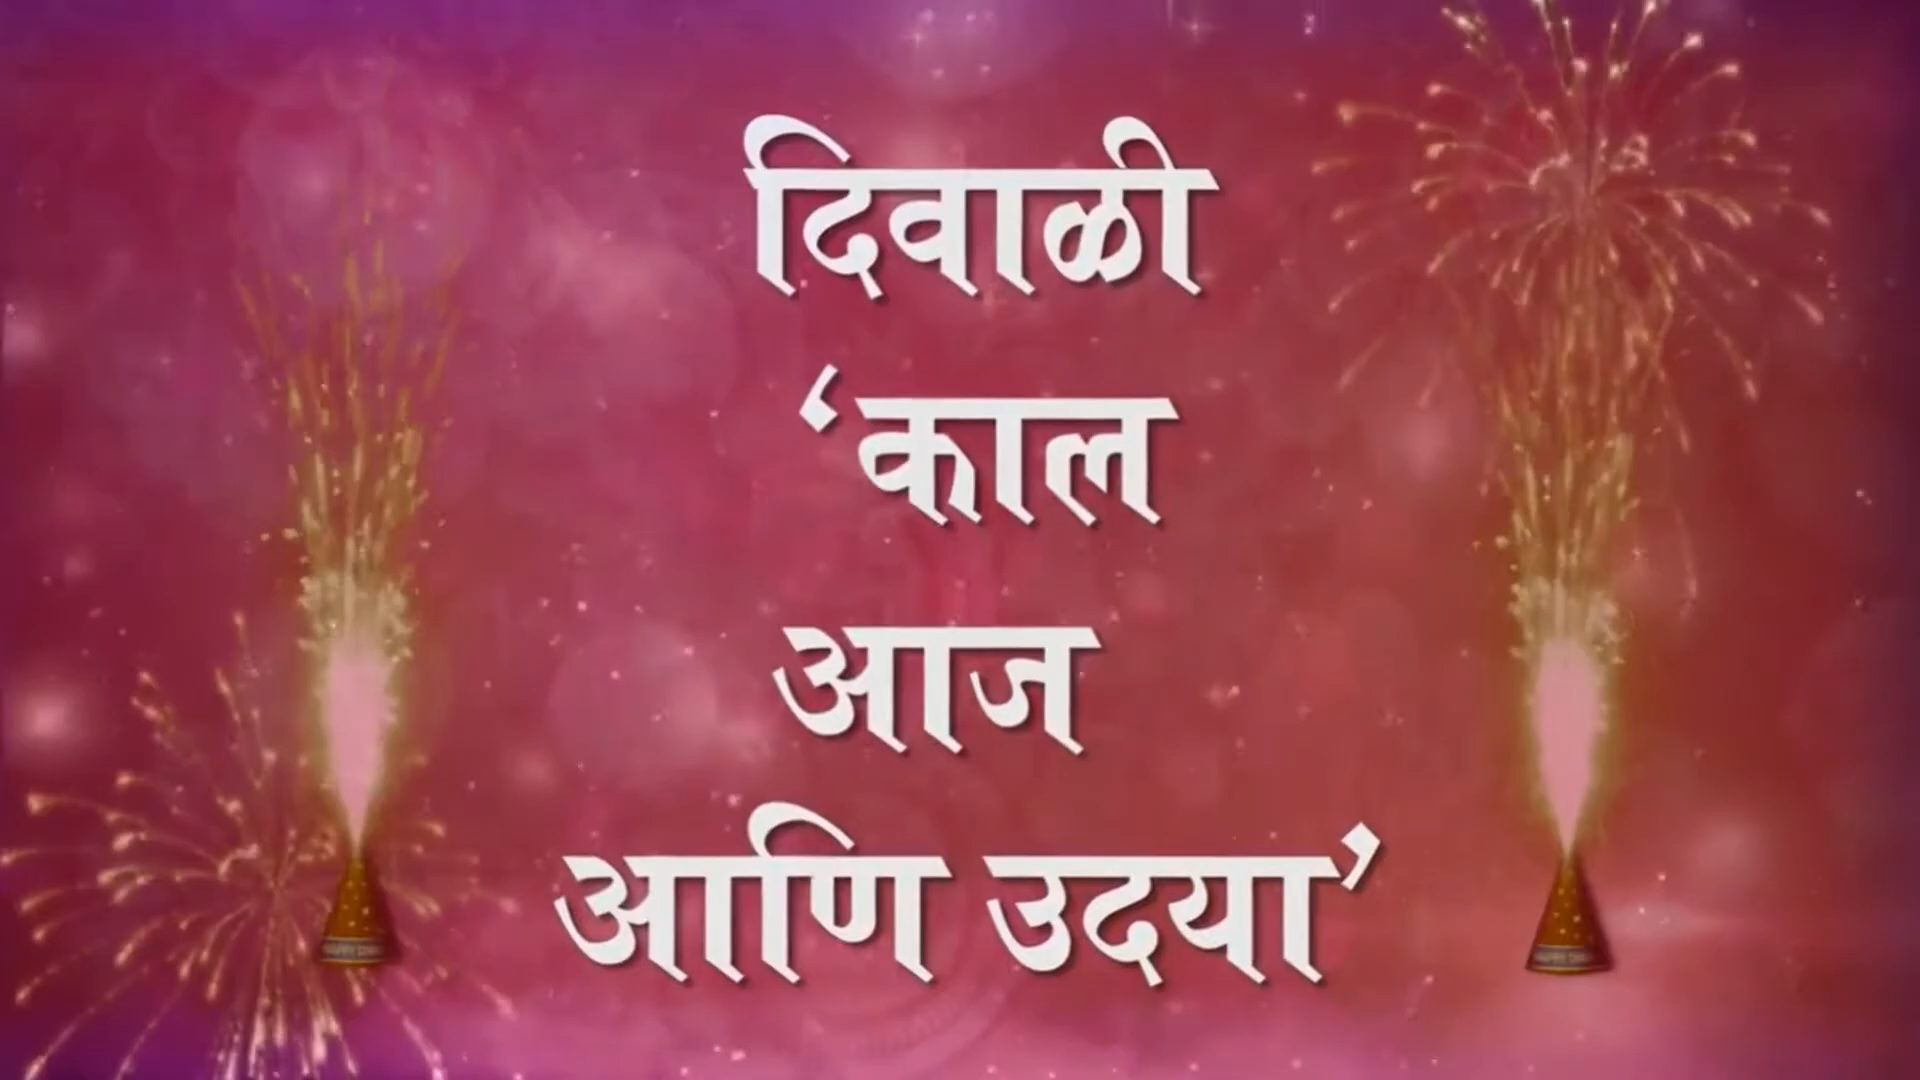 दिवाळी
‘काल
आज
आणि उदया’